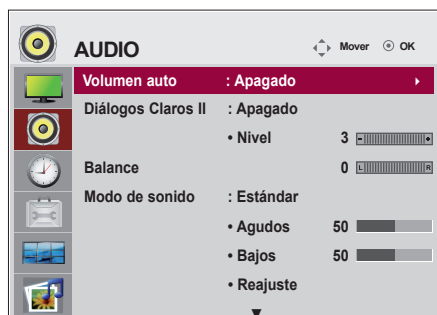 AUDIO Mover OK
Volumen auto : Apagado
Diálogos Claros II : Apagado
• Nivel 3 - +
Balance 0 L R
Modo de sonido : Estándar
• Agudos 50
• Bajos 50
• Reajuste